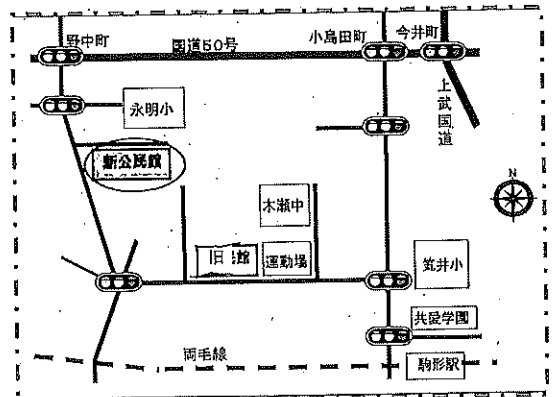 野中町
国道50号
小島田町
今井町
上武国道
永明小
新公民館
木瀬中
N
旧
館
運動場
笂井小
共愛学園
両毛線
駒形駅